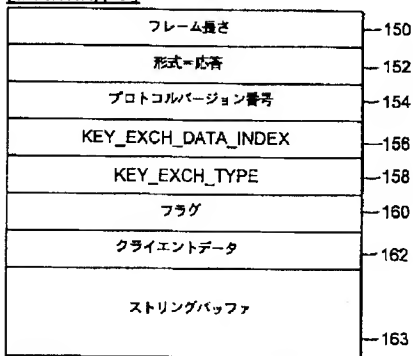 フレーム長さ
150
形式=応答
152
プロトコルバージョン番号
154
KEY_EXCH_DATA_INDEX
156
KEY_EXCH_TYPE
158
フラグ
160
クライエントデータ
162
ストリングバッファ
163